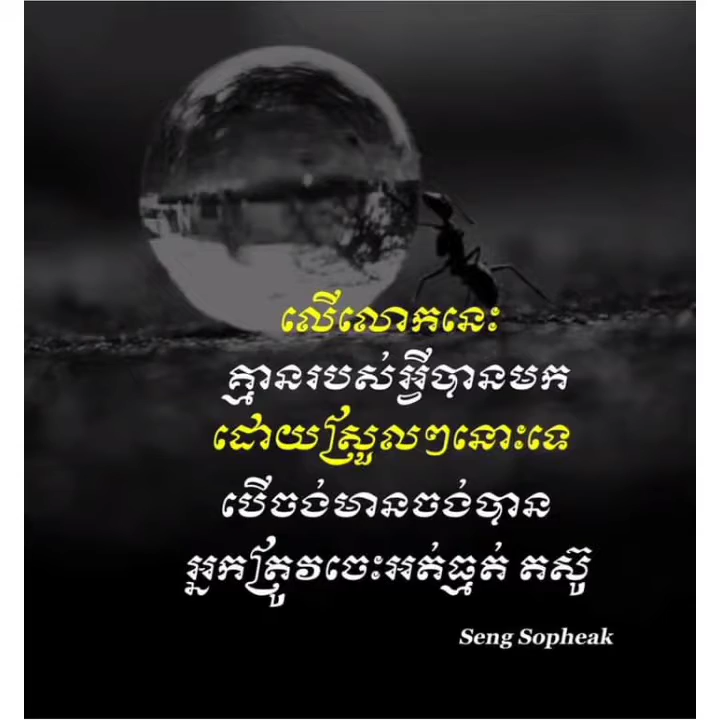 លើលោកនេះ
គ្មានរបស់អ្វីបានមក
ដោយស្រួលៗនោះទេ
បើចង់មានចង់បាន
អ្នកត្រូវចេះអត់ធ្មត់ តស៊ូ
Seng Sopheak